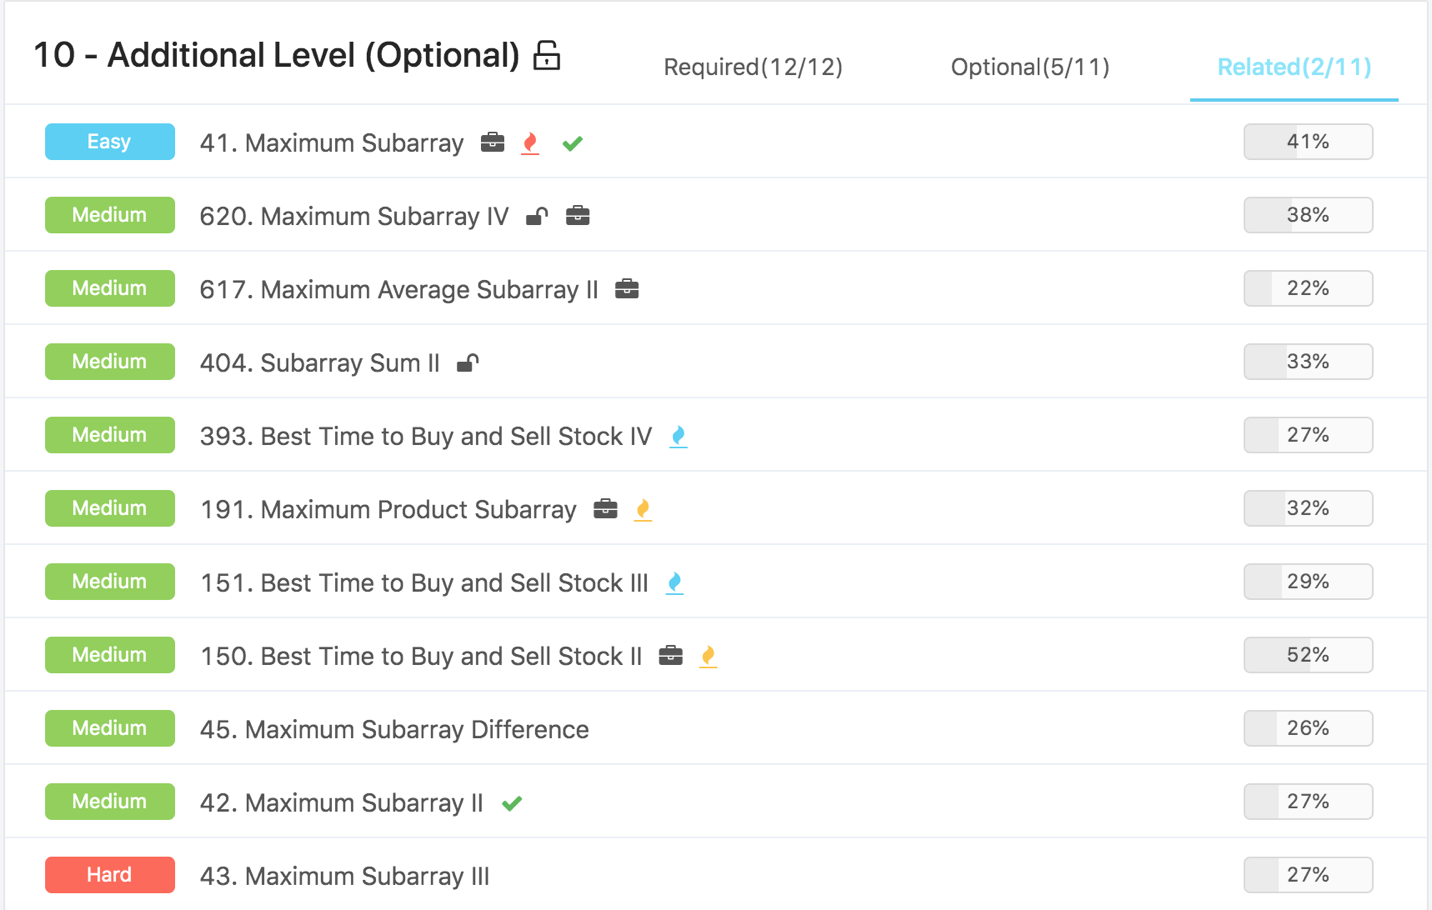 10 - Additional Level (Optional) Required(12/12) Optional(5/11) Related(2/11)
Easy 41. Maximum Subarray 41%
Medium 620. Maximum Subarray IV 38%
Medium 617. Maximum Average Subarray II 22%
Medium 404. Subarray Sum II 33%
Medium 393. Best Time to Buy and Sell Stock IV 27%
Medium 191. Maximum Product Subarray 32%
Medium 151. Best Time to Buy and Sell Stock III 29%
Medium 150. Best Time to Buy and Sell Stock II 52%
Medium 45. Maximum Subarray Difference 26%
Medium 42. Maximum Subarray II 27%
Hard 43. Maximum Subarray III 27%